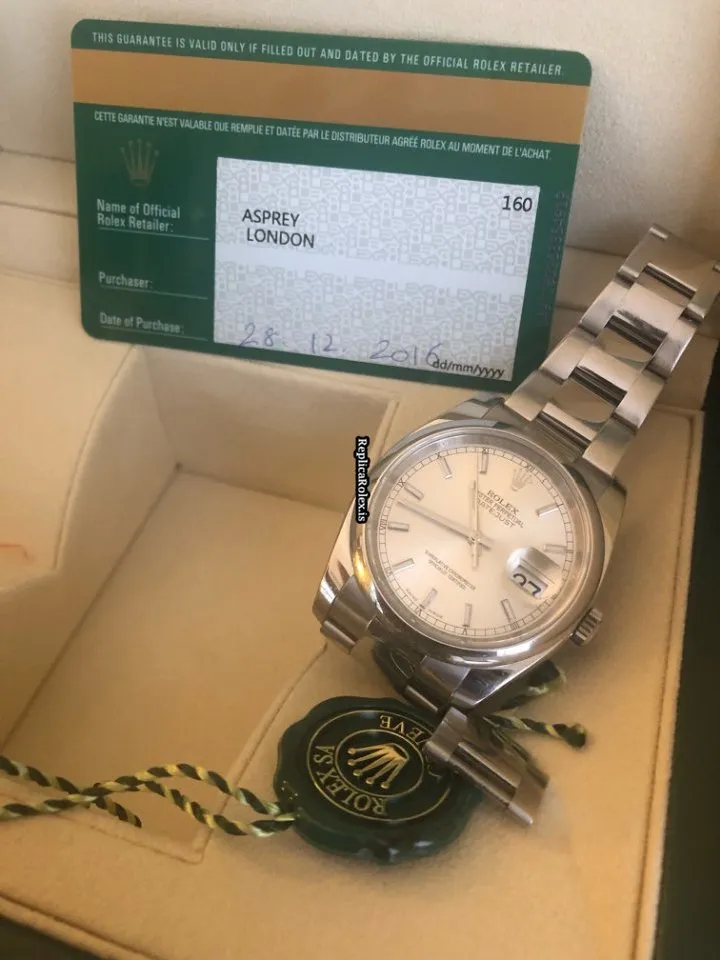 THIS GUARANTEE IS VALID ONLY IF FILLED OUT AND DATED BY THE OFFICIAL ROLEX RETAILER.
CETTE GARANTIE N'EST VALABLE QUE REMPLIE ET DATÉE PAR LE DISTRIBUTEUR AGRÉÉ ROLEX AU MOMENT DE L'ACHAT.
160
Name of Official
Rolex Retailer:
ASPREY
LONDON
Purchaser:
Date of Purchase:
28. 12. 2016
dd/mm/yyyy
ReplicaRolex.is
ROLEX
OYSTER PERPETUAL
DATEJUST
27
SUPERLATIVE CHRONOMETER
OFFICIALLY CERTIFIED
ROLEX SA
GENEVE